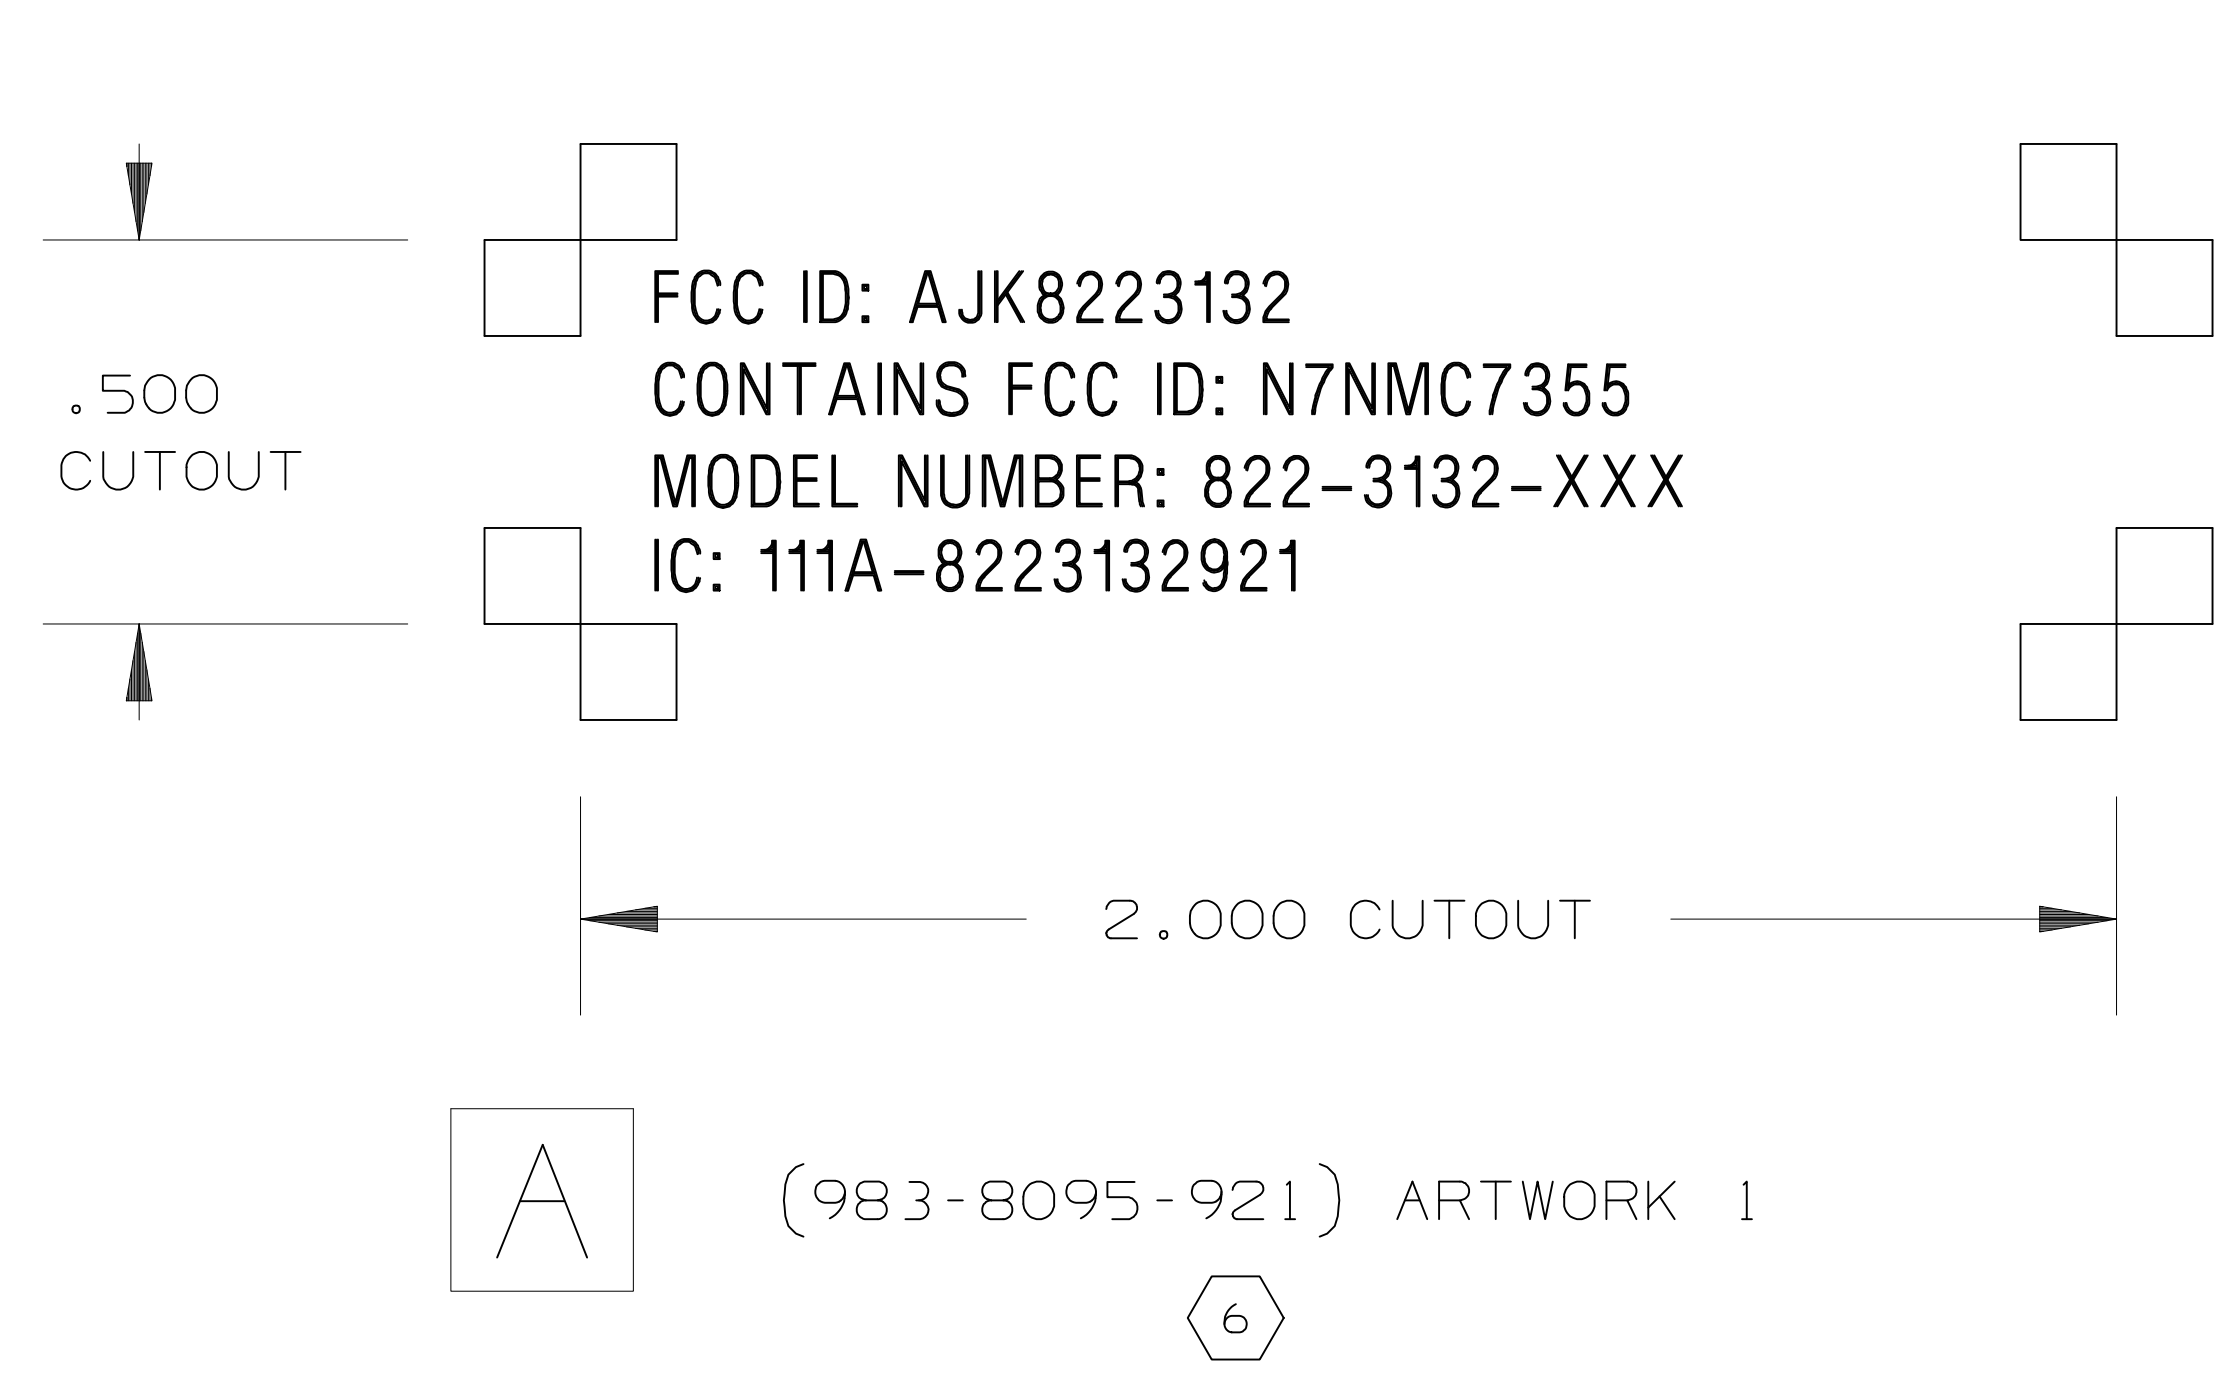 FCC ID: AJK8223132
CONTAINS FCC ID: N7NMC7355
MODEL NUMBER: 822-3132-XXX
IC: 111A-8223132921
.500
CUTOUT
2.000 CUTOUT
A
(983-8095-921) ARTWORK 1
6